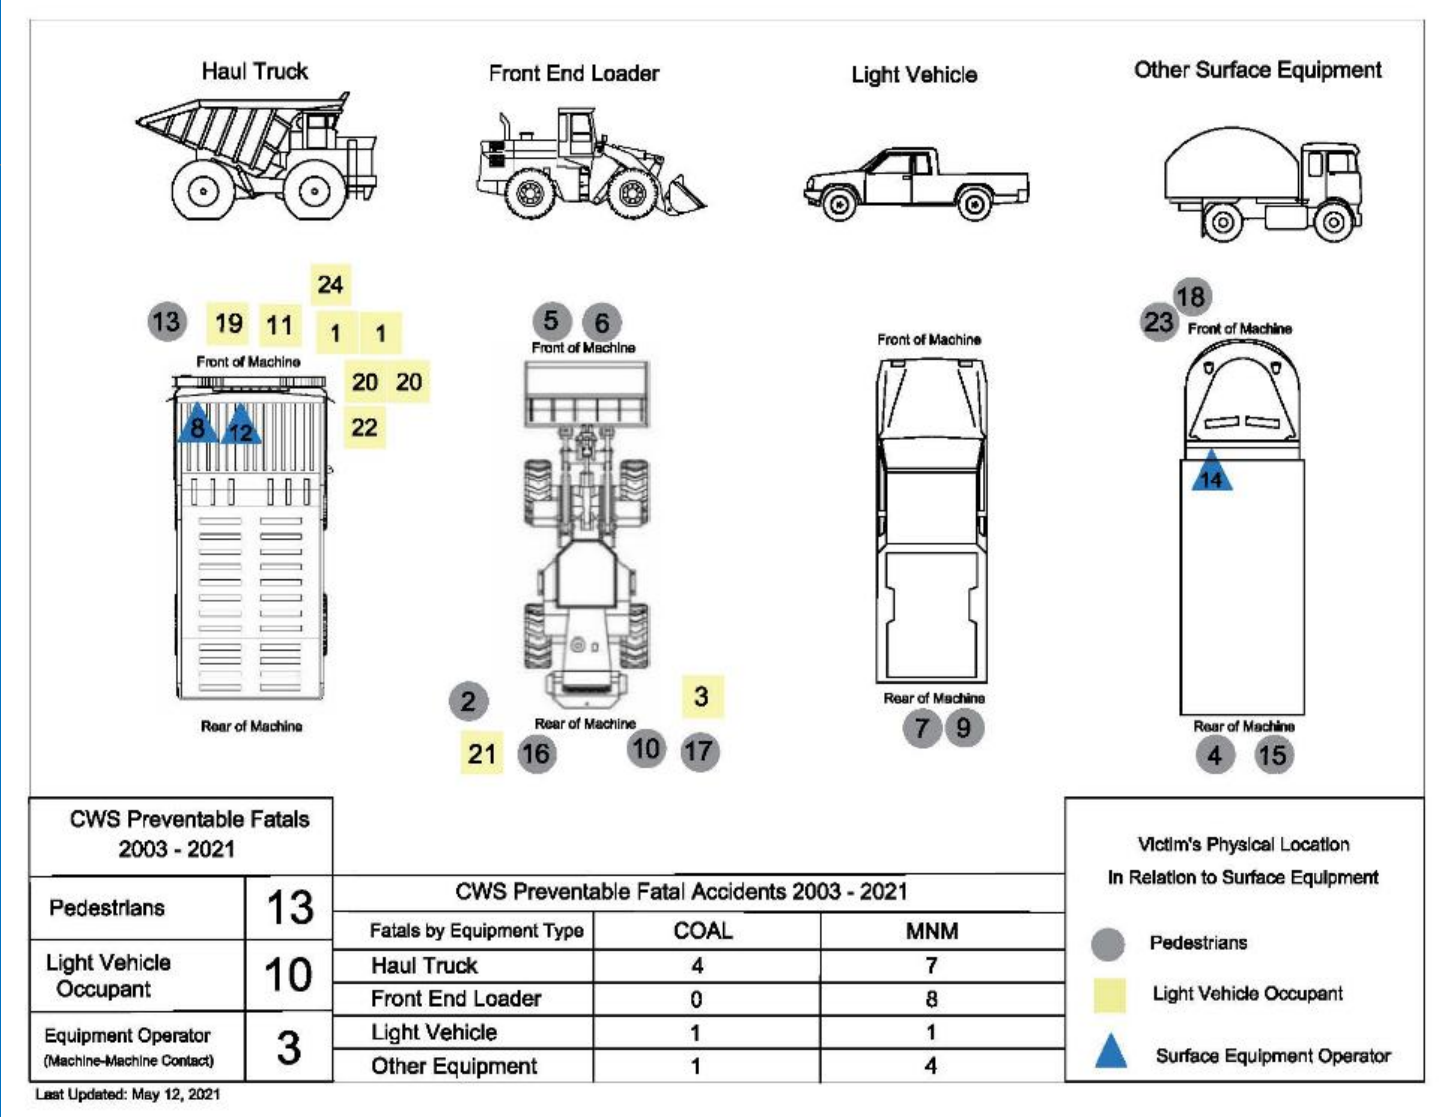 Haul Truck
Front End Loader
Light Vehicle
Other Surface Equipment
24
13 19 11 1 1
Front of Machine
20 20
8 12
22
Rear of Machine
5 6
Front of Machine
2 3
Rear of Machine
21 16 10 17
Front of Machine
Rear of Machine
7 9
18
23
Front of Machine
14
Rear of Machine
4 15
CWS Preventable Fatals
2003 - 2021
Pedestrians 13
Light Vehicle
Occupant
10
Equipment Operator
(Machine-Machine Contact)
3
Last Updated: May 12, 2021
CWS Preventable Fatal Accidents 2003 - 2021
Fatals by Equipment Type COAL MNM
Haul Truck 4 7
Front End Loader 0 8
Light Vehicle 1 1
Other Equipment 1 4
Victim's Physical Location
In Relation to Surface Equipment
Pedestrians
Light Vehicle Occupant
Surface Equipment Operator